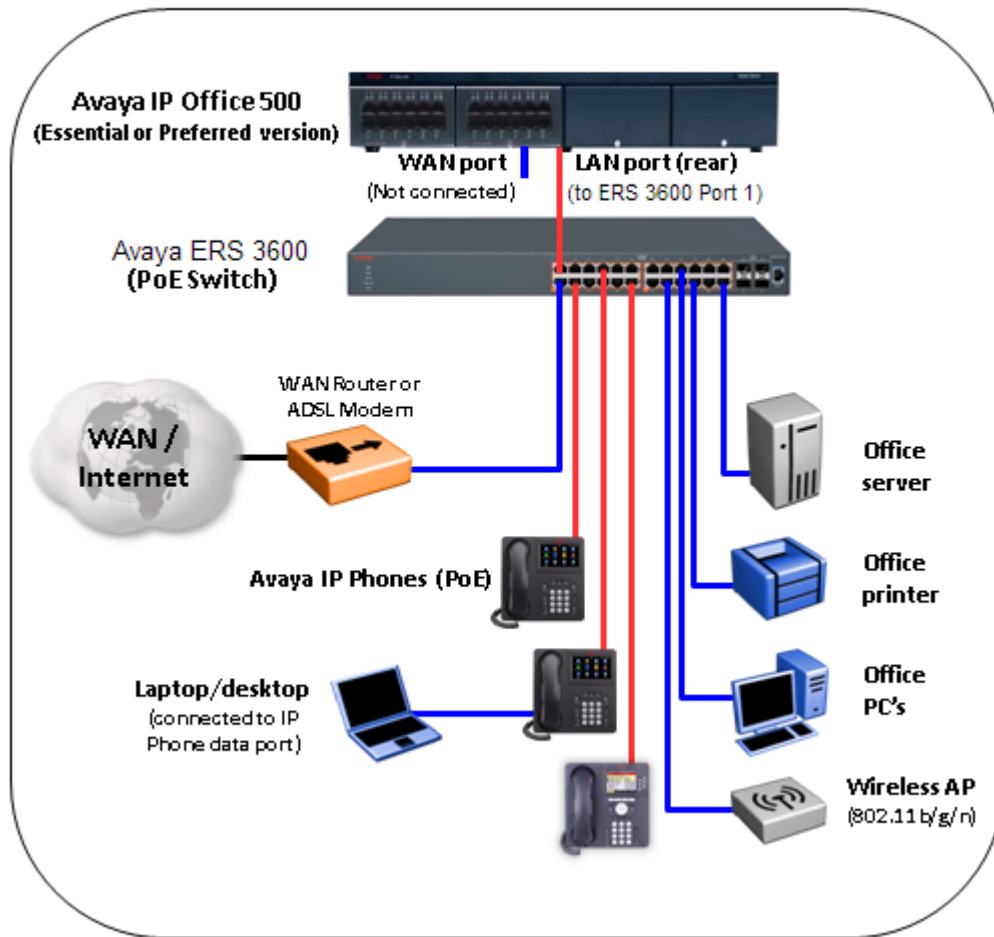 Avaya IP Office 500
(Essential or Preferred version)
WAN port
(Not connected)
LAN port (rear)
(to ERS 3600 Port 1)
Avaya ERS 3600
(PoE Switch)
WAN Router or
ADSL Modem
WAN /
Internet
Office
server
Avaya IP Phones (PoE)
Office
printer
Laptop/desktop
(connected to IP
Phone data port)
Office
PC's
Wireless AP
(802.11 b/g/n)